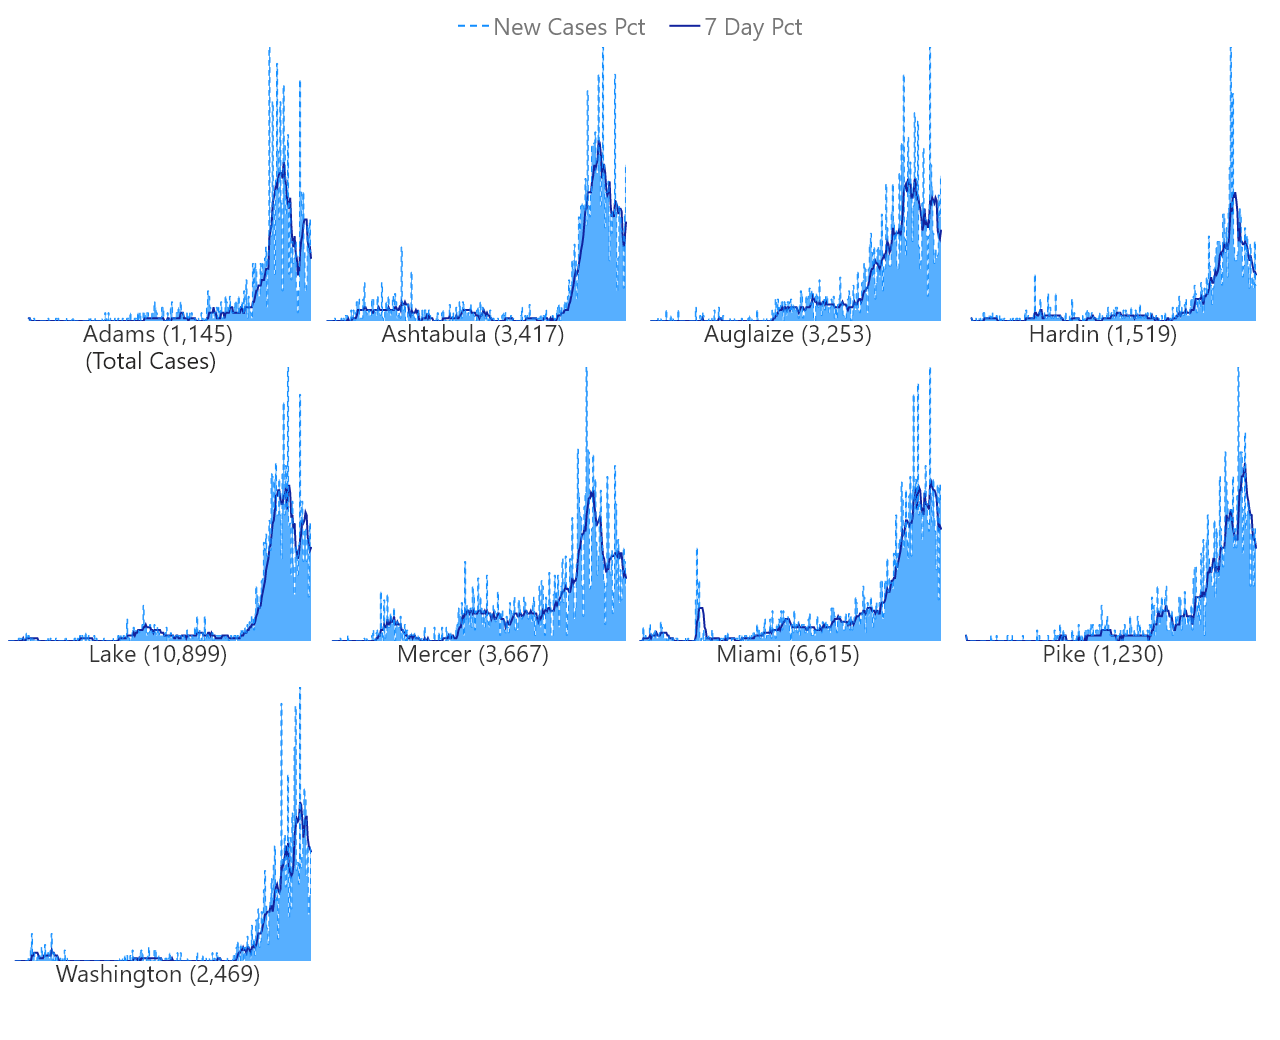 New Cases Pct 7 Day Pct
Adams (1,145)
(Total Cases)
Ashtabula (3,417)
Auglaize (3,253)
Hardin (1,519)
Lake (10,899)
Mercer (3,667)
Miami (6,615)
Pike (1,230)
Washington (2,469)